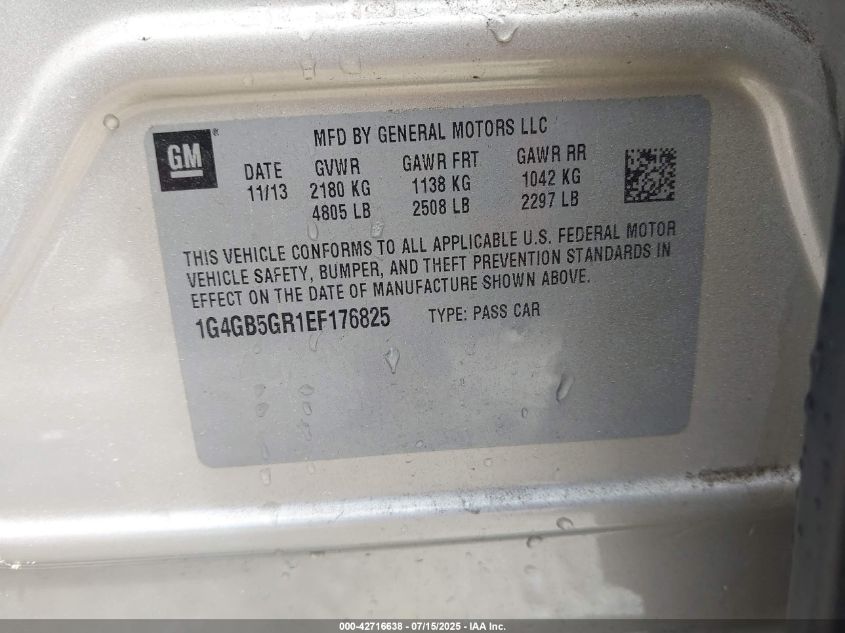 GM®
MFD BY GENERAL MOTORS LLC
DATE GVWR GAWR FRT GAWR RR
11/13 2180 KG 1138 KG 1042 KG
4805 LB 2508 LB 2297 LB
THIS VEHICLE CONFORMS TO ALL APPLICABLE U.S. FEDERAL MOTOR
VEHICLE SAFETY, BUMPER, AND THEFT PREVENTION STANDARDS IN
EFFECT ON THE DATE OF MANUFACTURE SHOWN ABOVE.
1G4GB5GR1EF176825 TYPE: PASS CAR
000-42716638 - 07/15/2025 - IAA Inc.